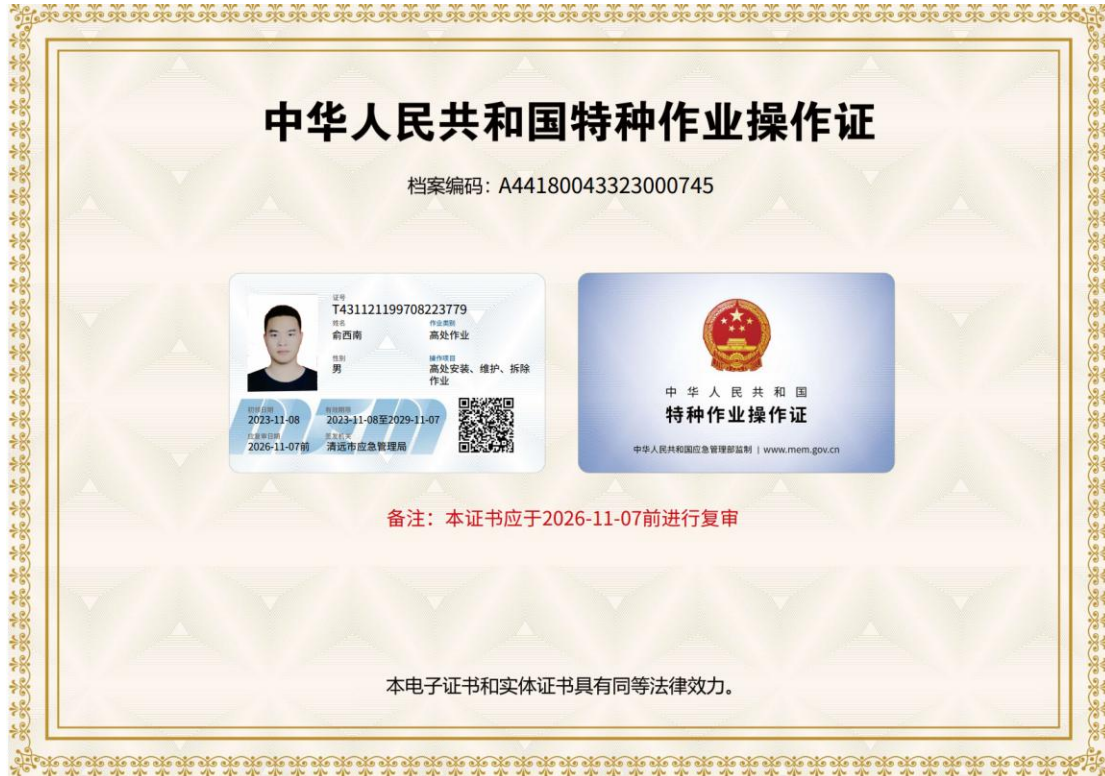 中华人民共和国特种作业操作证
档案编码：A44180043323000745
证号
T431121199708223779
姓名
俞西南
作业类别
高处作业
性别
男
操作项目
高处安装、维护、拆除
作业
初领日期
2023-11-08
有效期限
2023-11-08至2029-11-07
应复审日期
2026-11-07前
签发机关
清远市应急管理局
中华人民共和国
特种作业操作证
中华人民共和国应急管理部监制 | www.mem.gov.cn
备注：本证书应于2026-11-07前进行复审
本电子证书和实体证书具有同等法律效力。